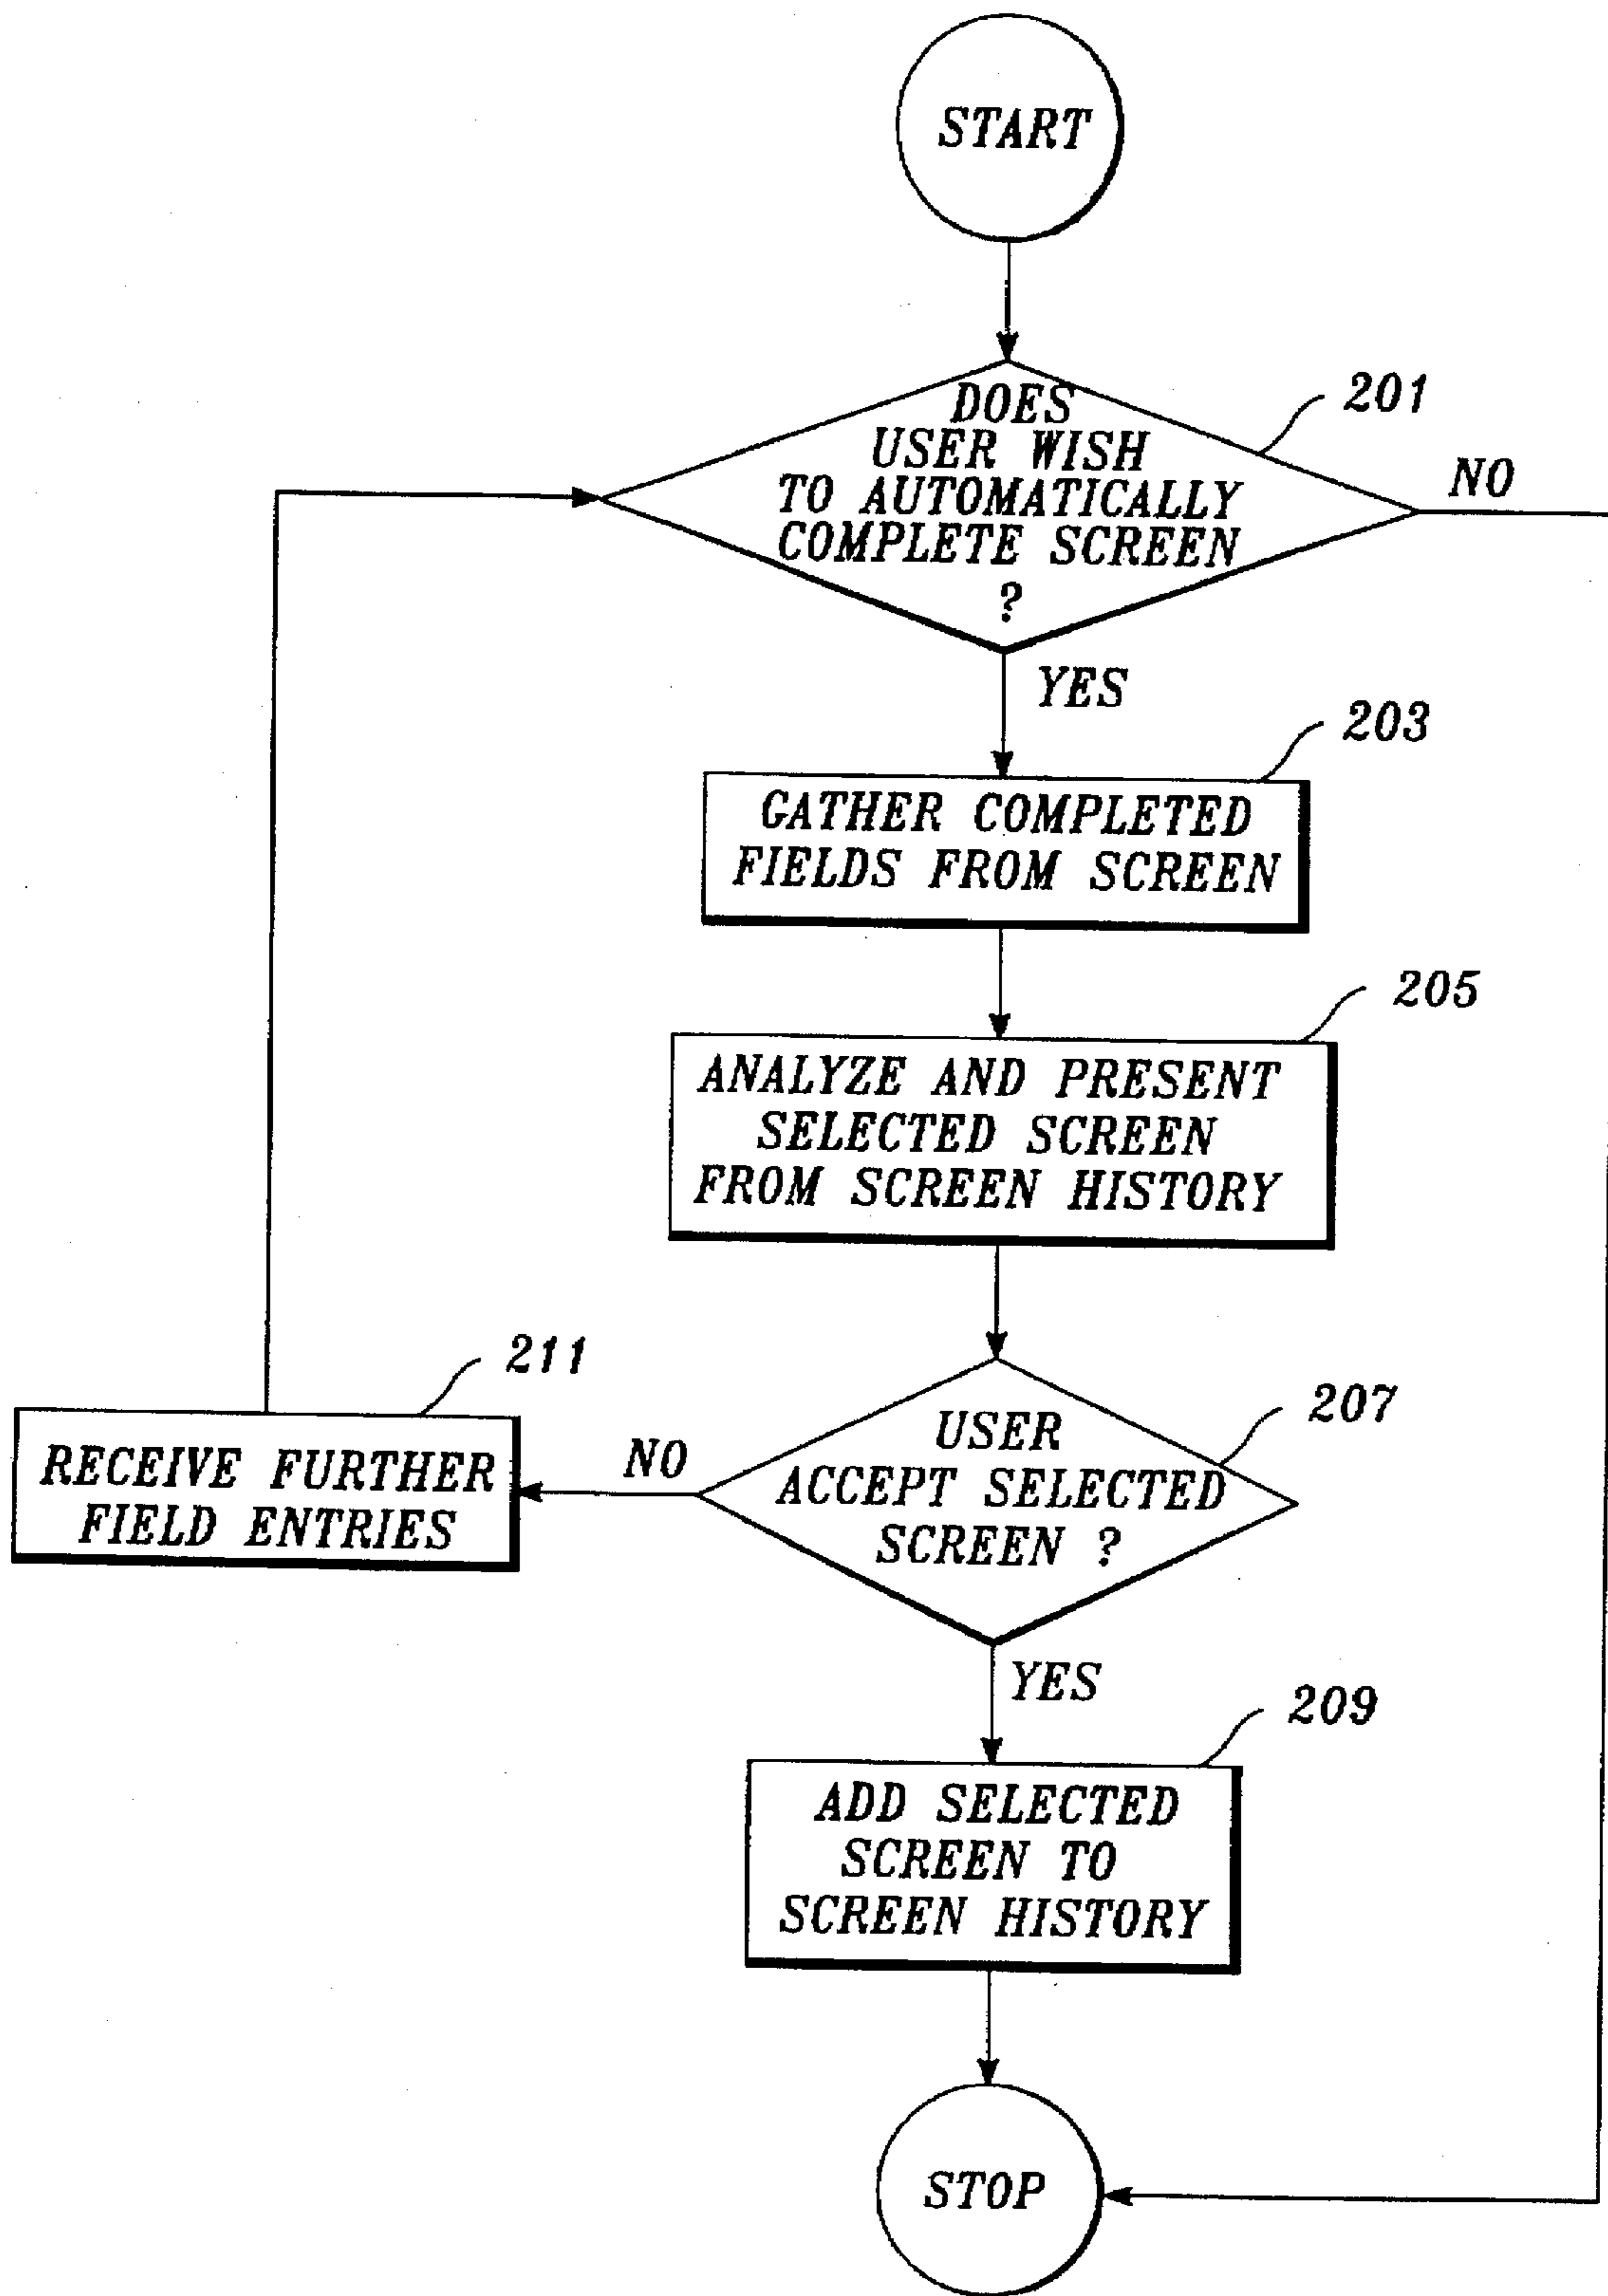 START
DOES
USER WISH
TO AUTOMATICALLY
COMPLETE SCREEN
?
201
NO
YES
203
GATHER COMPLETED
FIELDS FROM SCREEN
205
ANALYZE AND PRESENT
SELECTED SCREEN
FROM SCREEN HISTORY
207
USER
ACCEPT SELECTED
SCREEN ?
NO
211
RECEIVE FURTHER
FIELD ENTRIES
YES
209
ADD SELECTED
SCREEN TO
SCREEN HISTORY
STOP